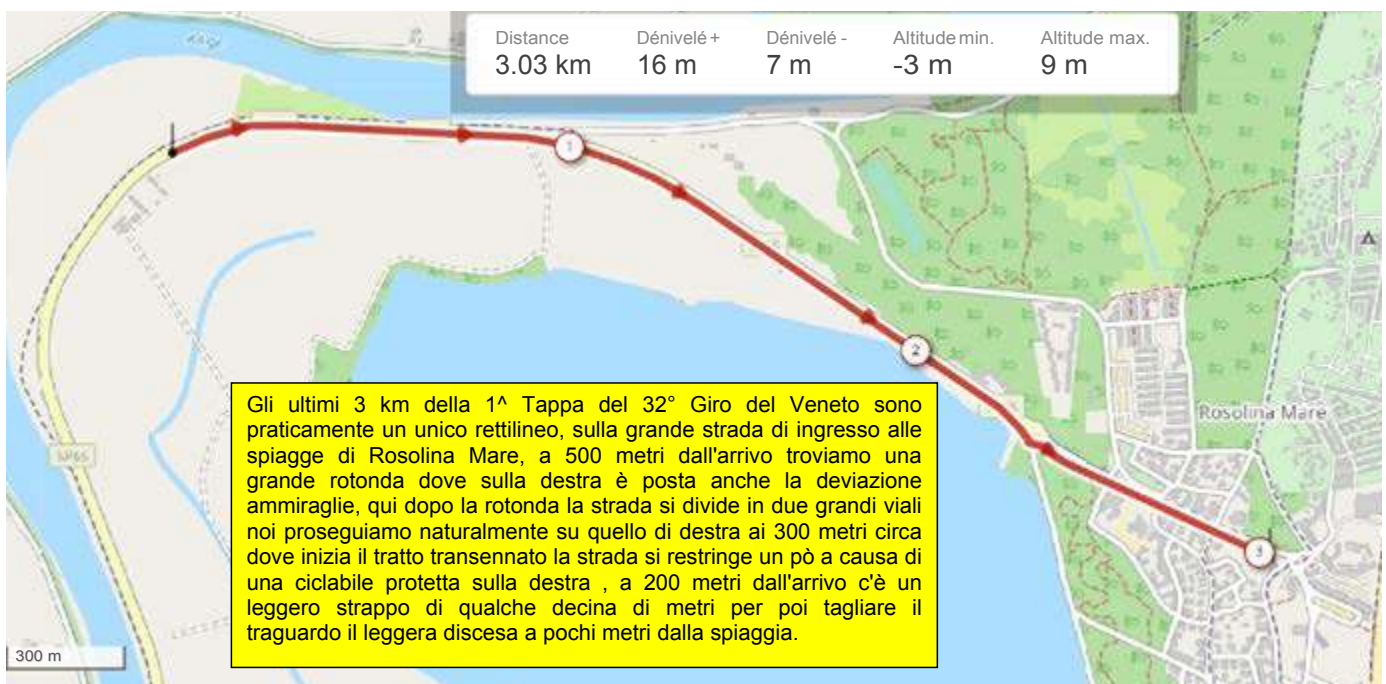 Distance Dénivelé + Dénivelé - Altitude min. Altitude max.
3.03 km 16 m 7 m -3 m 9 m
1
2
Rosolina Mare
SP65
Gli ultimi 3 km della 1^ Tappa del 32° Giro del Veneto sono
praticamente un unico rettilineo, sulla grande strada di ingresso alle
spiagge di Rosolina Mare, a 500 metri dall'arrivo troviamo una
grande rotonda dove sulla destra è posta anche la deviazione
ammiraglie, qui dopo la rotonda la strada si divide in due grandi viali
noi proseguiamo naturalmente su quello di destra ai 300 metri circa
dove inizia il tratto transennato la strada si restringe un pò a causa di
una ciclabile protetta sulla destra , a 200 metri dall'arrivo c'è un
leggero strappo di qualche decina di metri per poi tagliare il
traguardo il leggera discesa a pochi metri dalla spiaggia.
3
300 m